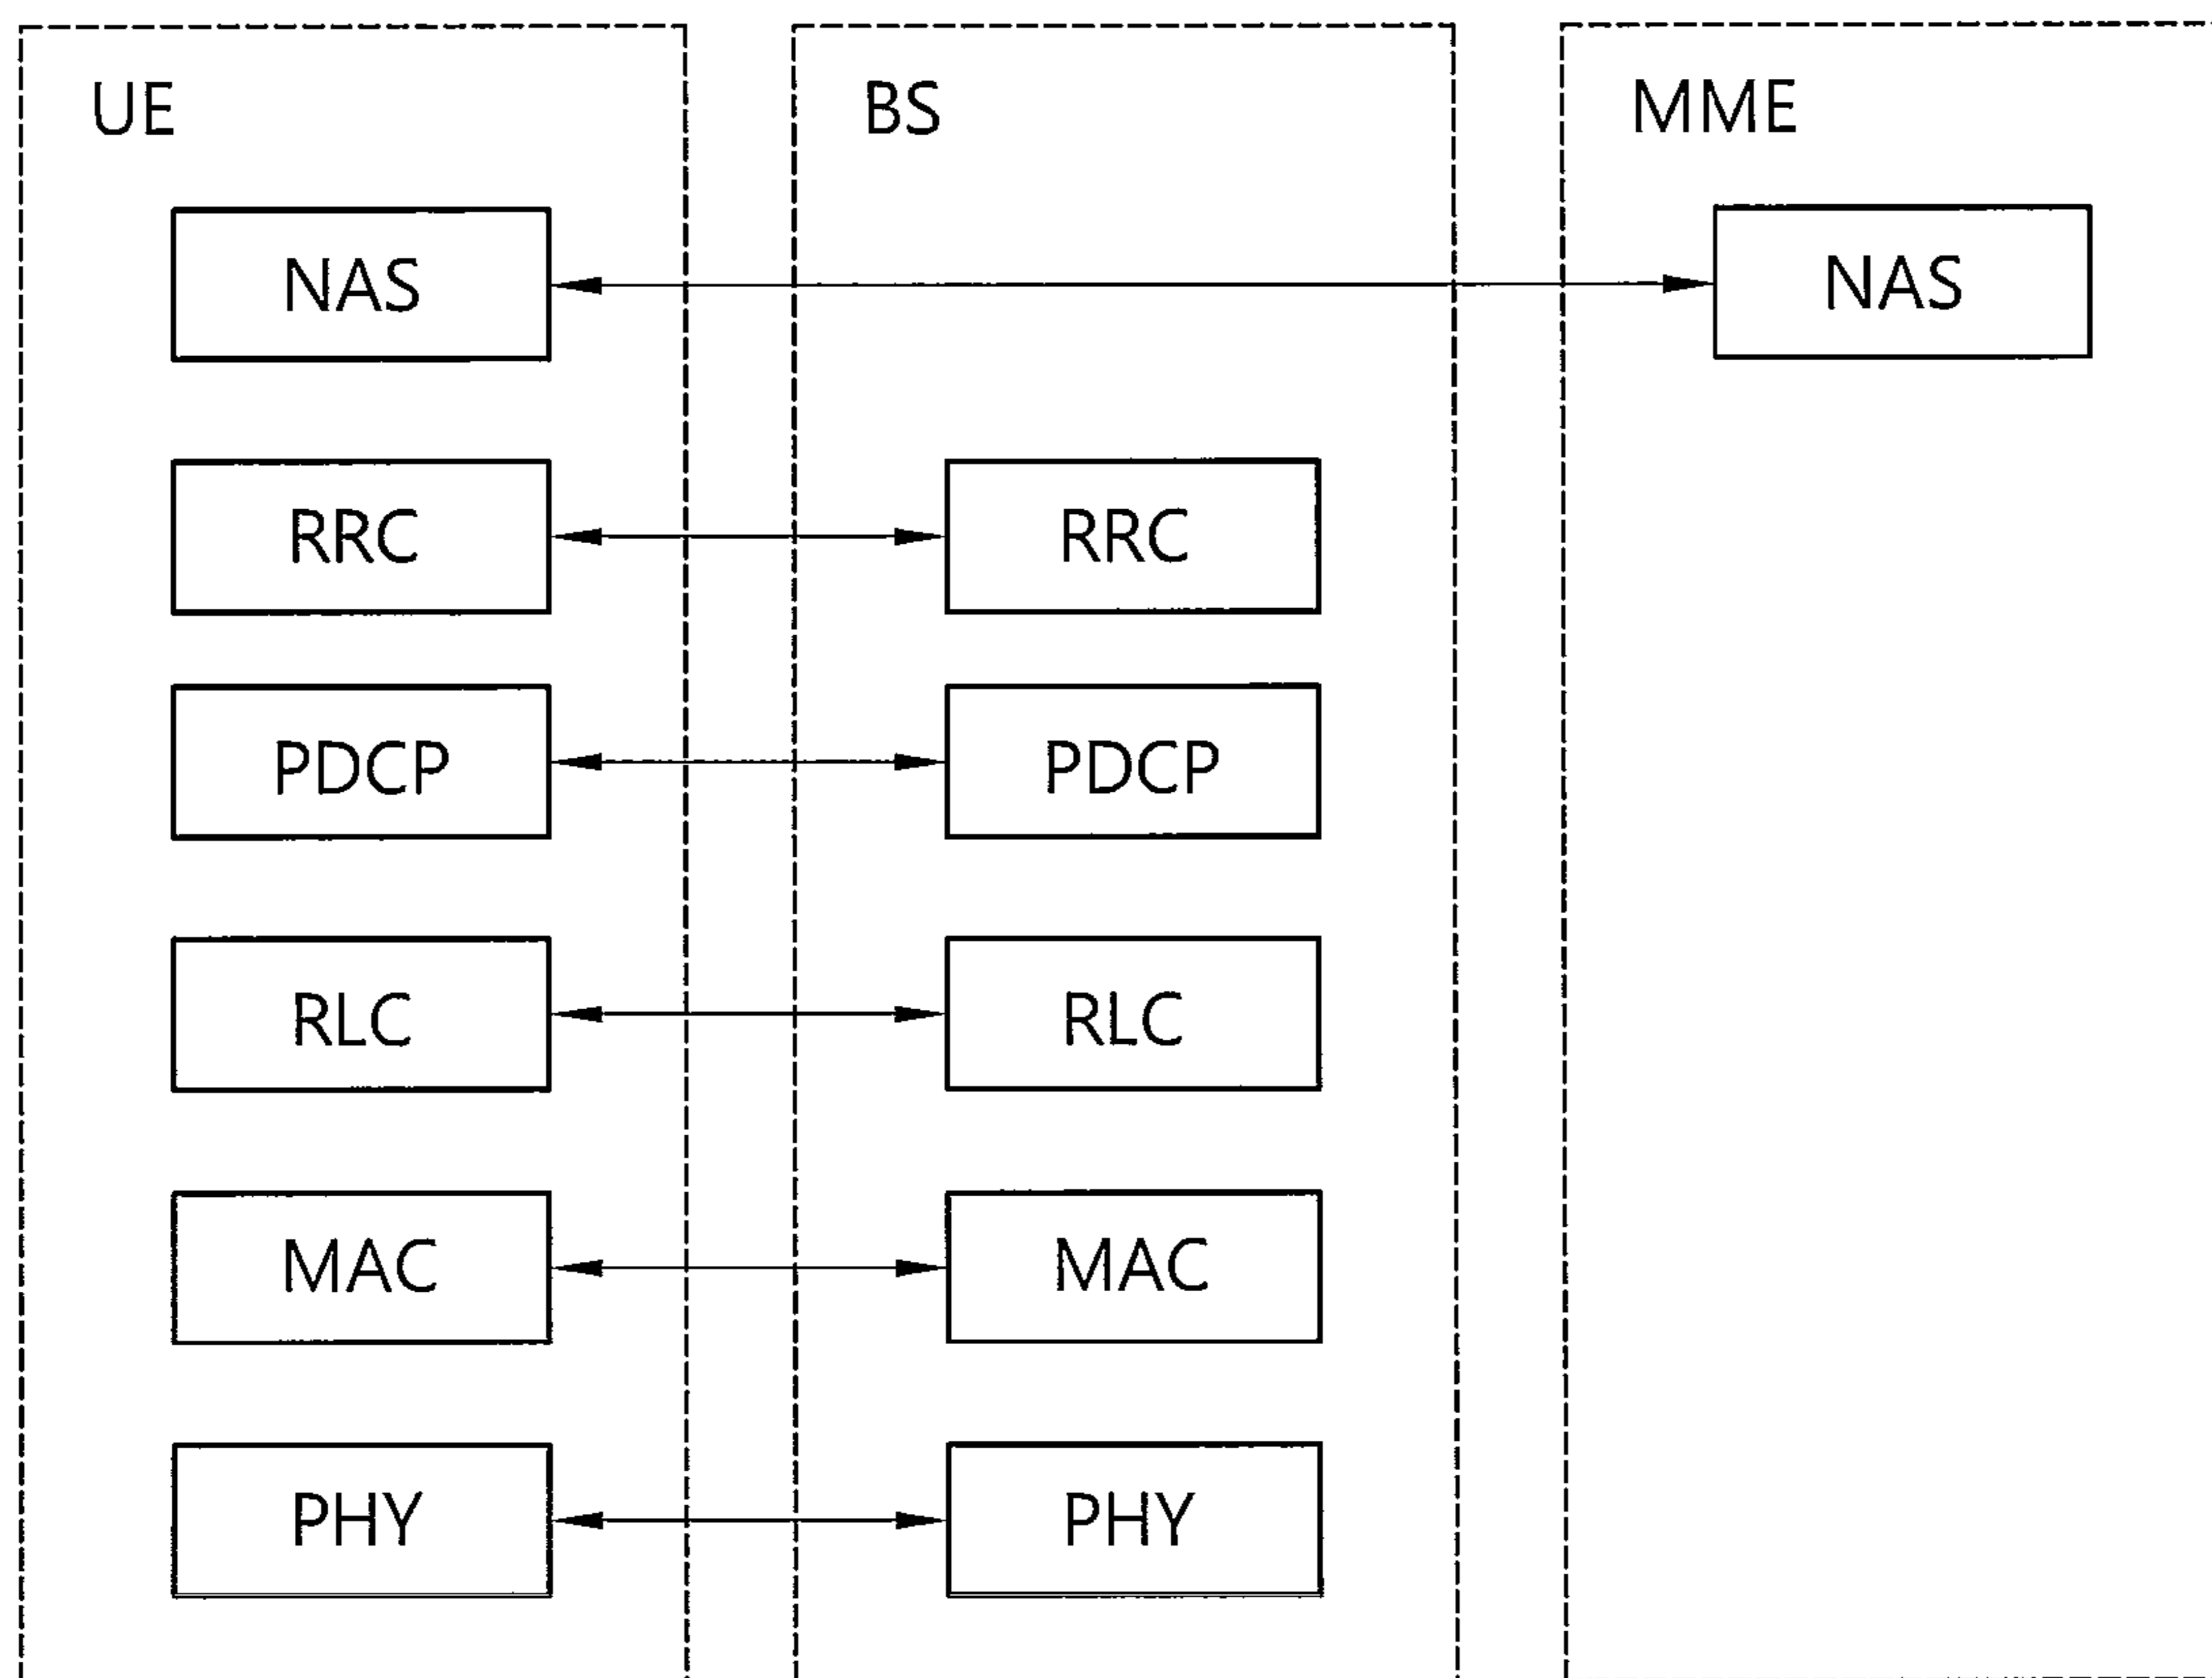 UE
BS
MME
NAS
NAS
RRC
RRC
PDCP
PDCP
RLC
RLC
MAC
MAC
PHY
PHY